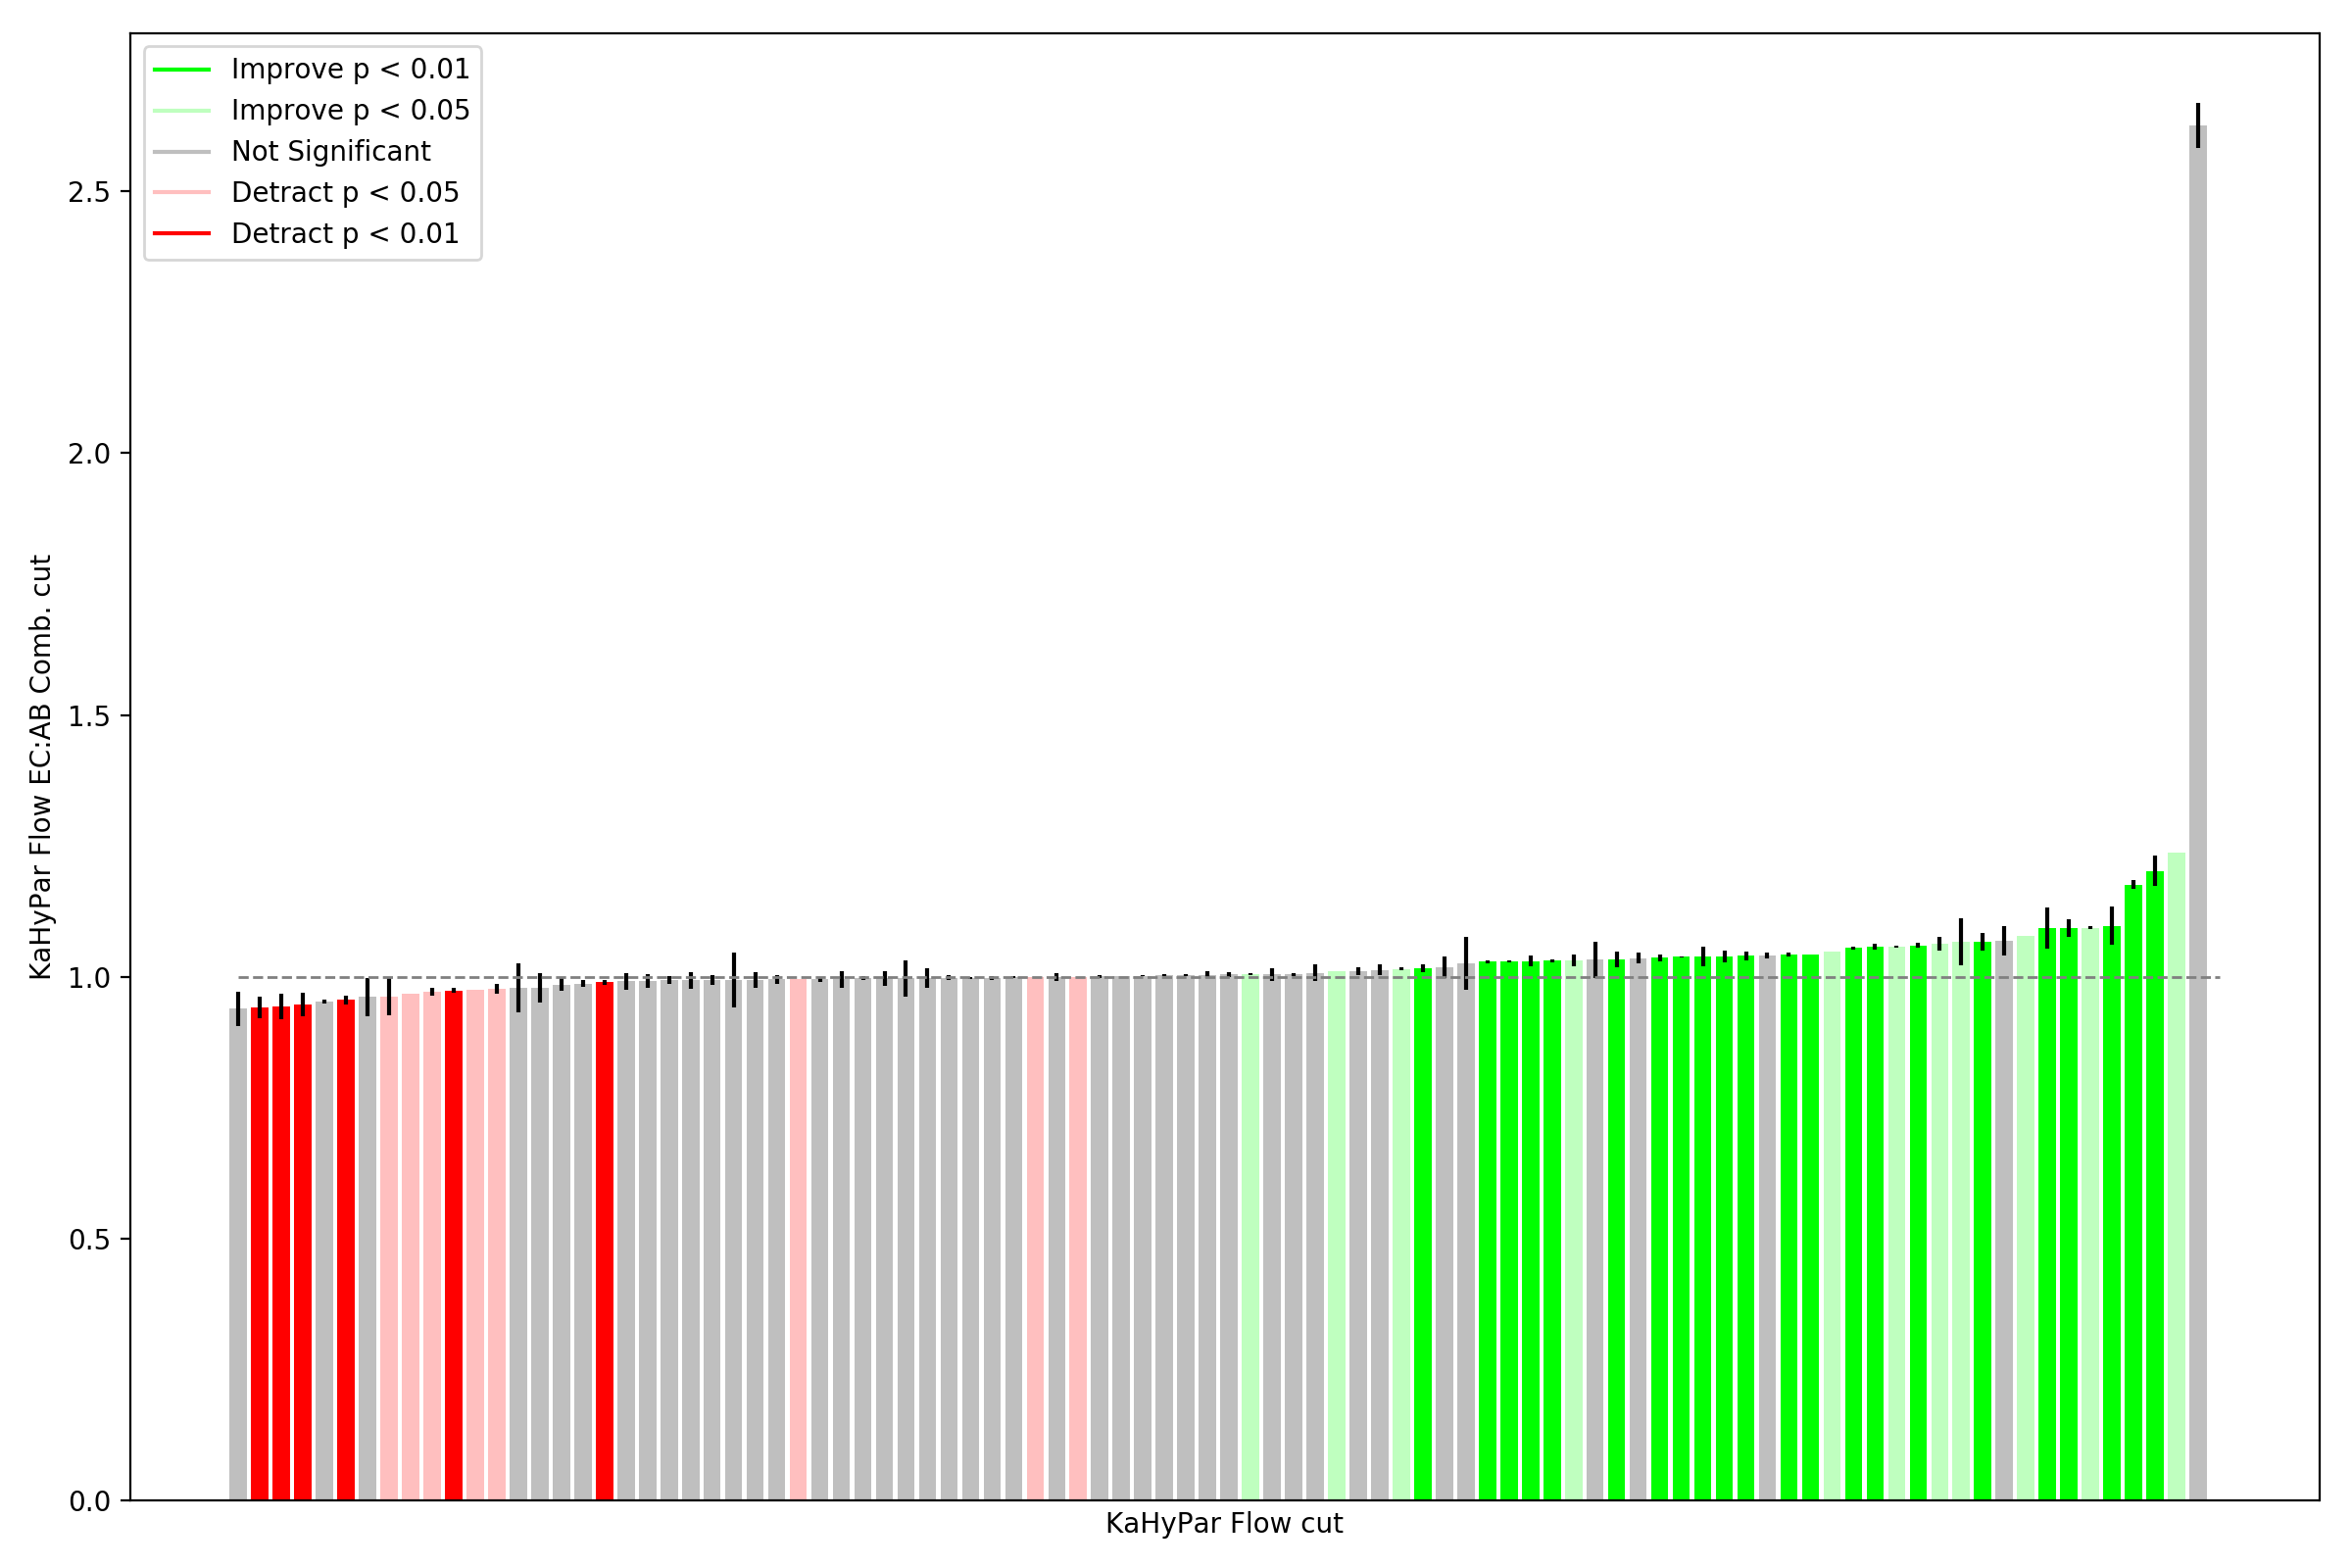 Improve p < 0.01
Improve p < 0.05
Not Significant
Detract p < 0.05
Detract p < 0.01
2.5
2.0
1.5
1.0
0.5
0.0
KaHyPar Flow EC:AB Comb. cut
KaHyPar Flow cut